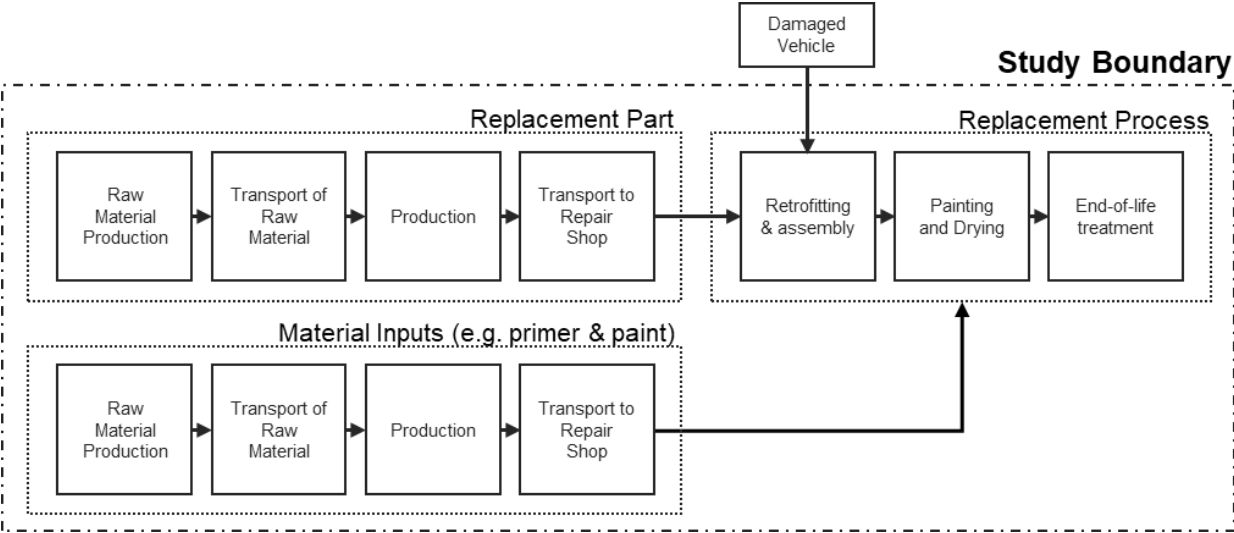 Damaged
Vehicle
Study Boundary
Replacement Part
Replacement Process
Raw
Material
Production
Transport of
Raw
Material
Production
Transport to
Repair
Shop
Retrofitting
& assembly
Painting
and Drying
End-of-life
treatment
Material Inputs (e.g. primer & paint)
Raw
Material
Production
Transport of
Raw
Material
Production
Transport to
Repair
Shop